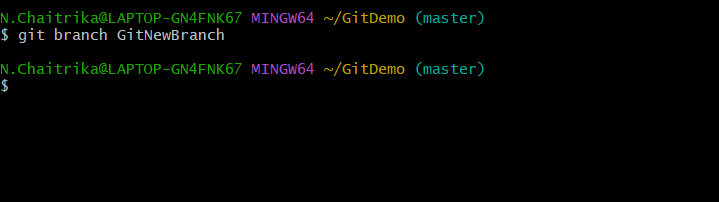 N.Chaitrika@LAPTOP-GN4FNK67 MINGW64 ~/GitDemo (master)
$ git branch GitNewBranch
N.Chaitrika@LAPTOP-GN4FNK67 MINGW64 ~/GitDemo (master)
$